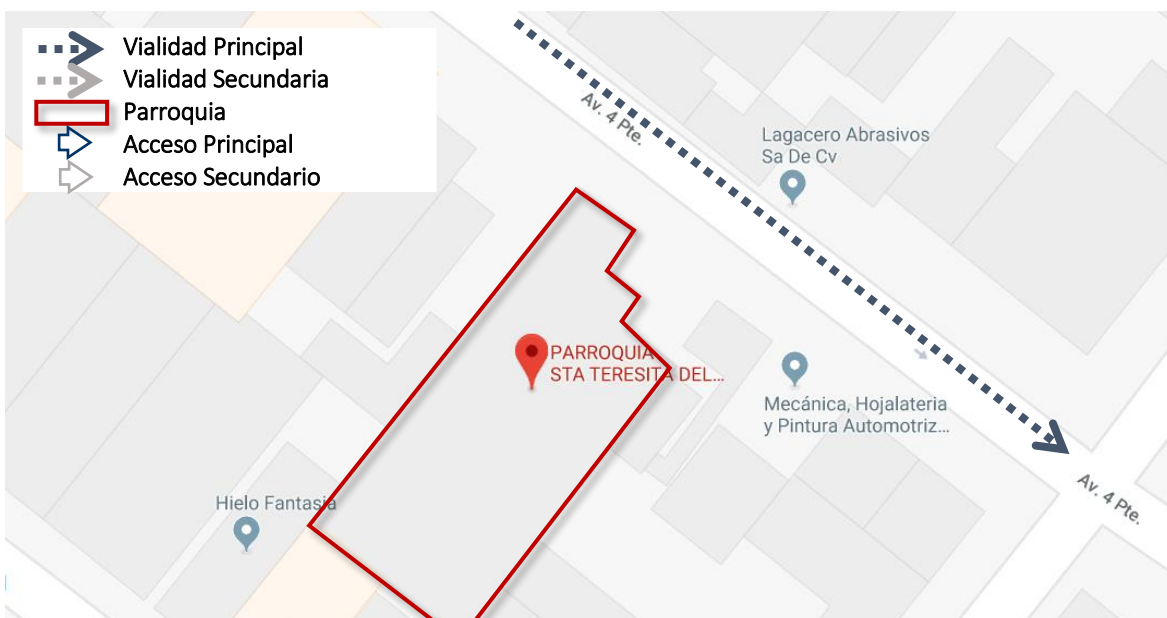 Vialidad Principal
Vialidad Secundaria
Parroquia
Acceso Principal
Acceso Secundario
Av. 4 Pte.
Lagacero Abrasivos
Sa De Cv
PARROQUIA
STA TERESITA DEL...
Mecánica, Hojalateria
y Pintura Automotriz...
Hielo Fantasia
Av. 4 Pte.